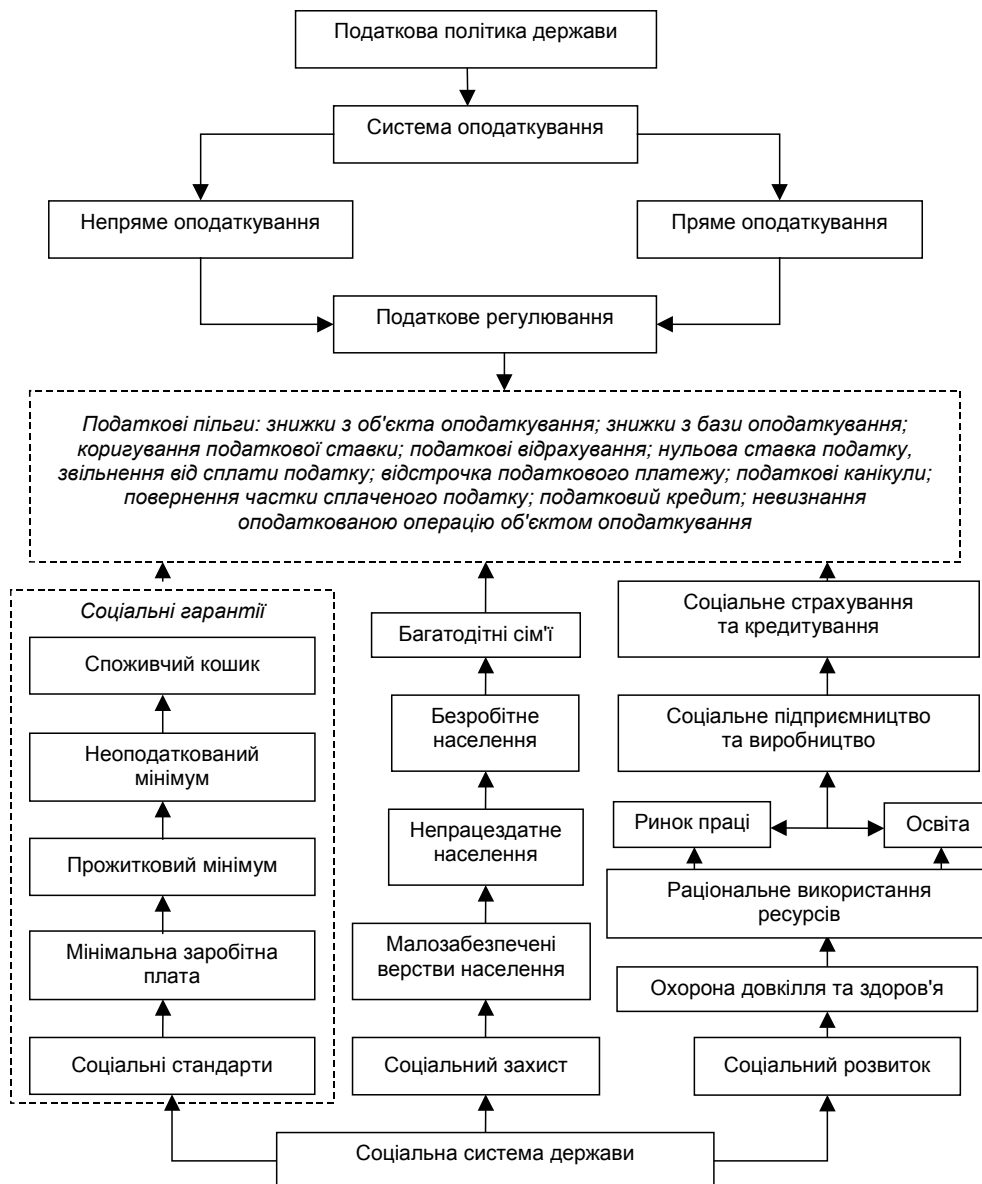 Податкова політика держави
Система оподаткування
Непряме оподаткування
Пряме оподаткування
Податкове регулювання
Податкові пільги: знижки з об'єкта оподаткування; знижки з бази оподаткування;
коригування податкової ставки; податкові відрахування; нульова ставка податку,
звільнення від сплати податку; відстрочка податкового платежу; податкові канікули;
повернення частки сплаченого податку; податковий кредит; невизнання
оподаткованою операцію об'єктом оподаткування
Соціальні гарантії
Споживчий кошик
Неоподаткований
мінімум
Прожитковий мінімум
Мінімальна заробітна
плата
Соціальні стандарти
Багатодітні сім'ї
Безробітне
населення
Непрацездатне
населення
Малозабезпечені
верстви населення
Соціальний захист
Соціальне страхування
та кредитування
Соціальне підприємництво
та виробництво
Ринок праці
Освіта
Раціональне використання
ресурсів
Охорона довкілля та здоров'я
Соціальний розвиток
Соціальна система держави